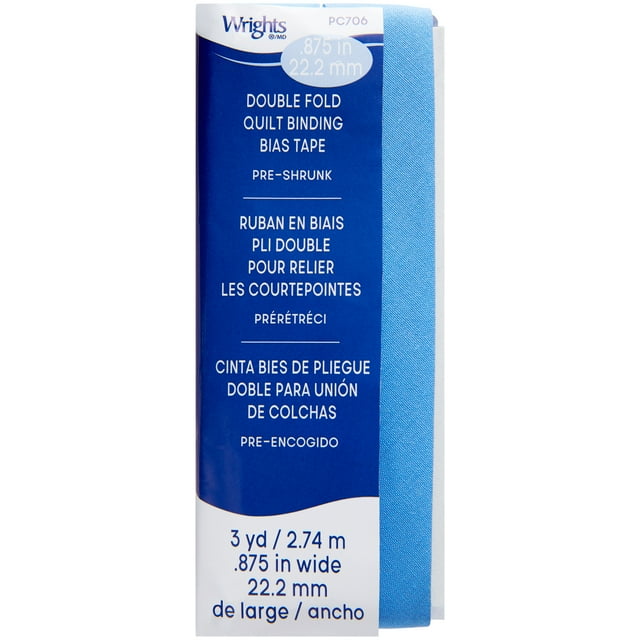 Wrights
®/MD
PC706
.875 in
22.2 mm
DOUBLE FOLD
QUILT BINDING
BIAS TAPE
PRE-SHRUNK
RUBAN EN BIAIS
PLI DOUBLE
POUR RELIER
LES COURTEPOINTES
PRÉRÉTRÉCI
CINTA BIES DE PLIEGUE
DOBLE PARA UNIÓN
DE COLCHAS
PRE-ENCOGIDO
3 yd / 2.74 m
.875 in wide
22.2 mm
de large / ancho